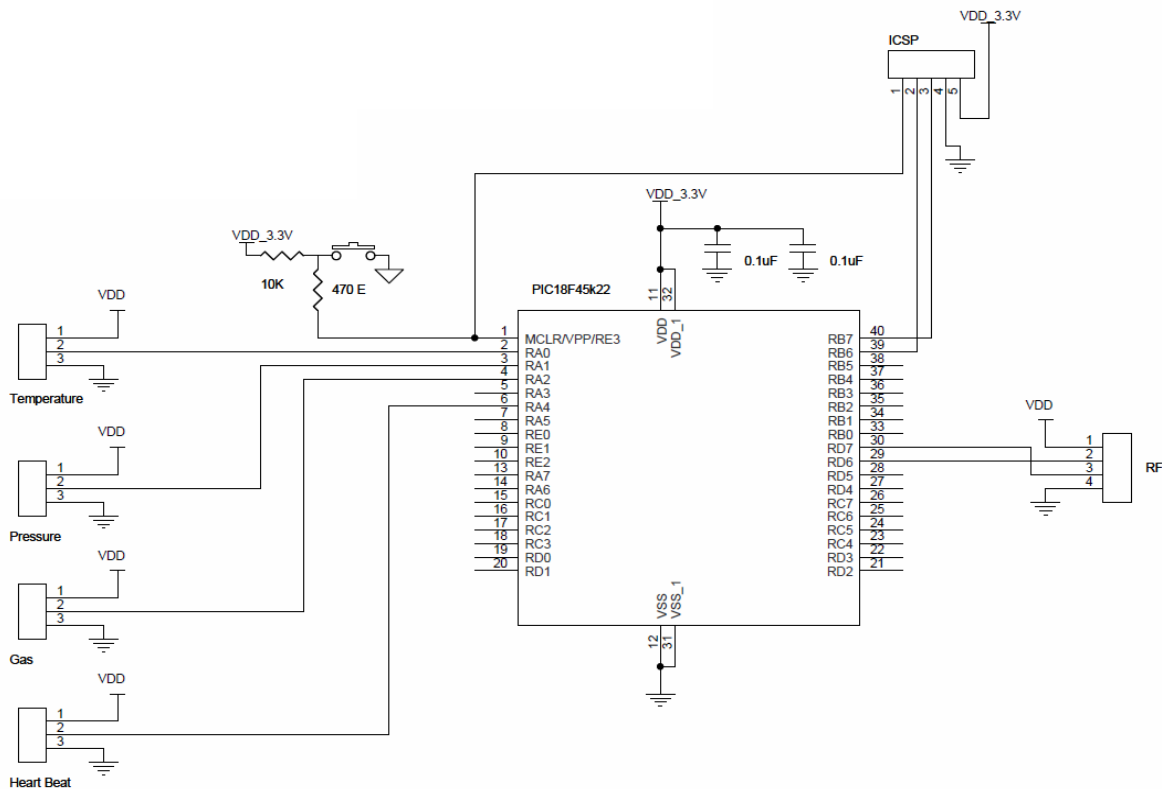 VDD_3.3V
ICSP
1 2 3 4 5
VDD_3.3V
VDD_3.3V
10K
470 E
0.1uF 0.1uF
PIC18F45k22
11 32
VDD VDD_1
VDD
1
2
3
Temperature
VDD
1
2
3
Pressure
VDD
1
2
3
Gas
VDD
1
2
3
Heart Beat
1 MCLR/VPP/RE3
2 RA0
3 RA1
4 RA2
5 RA3
6 RA4
7 RA5
8 RE0
9 RE1
10 RE2
13 RA7
14 RA6
15 RC0
16 RC1
17 RC2
18 RC3
19 RD0
20 RD1
RB7 40
RB6 39
RB5 38
RB4 37
RB3 36
RB2 35
RB1 34
RB0 33
RD7 30
RD6 29
RD5 28
RD4 27
RC7 26
RC6 25
RC5 24
RC4 23
RD3 22
RD2 21
VSS VSS_1
12 31
VDD
1
2
3
4
RF